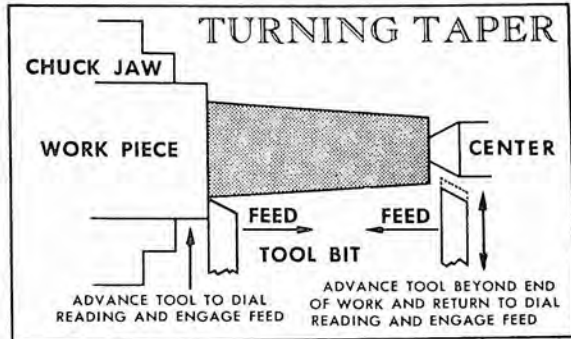 TURNING TAPER
CHUCK JAW
WORK PIECE
CENTER
FEED
FEED
TOOL BIT
ADVANCE TOOL TO DIAL
READING AND ENGAGE FEED
ADVANCE TOOL BEYOND END
OF WORK AND RETURN TO DIAL
READING AND ENGAGE FEED